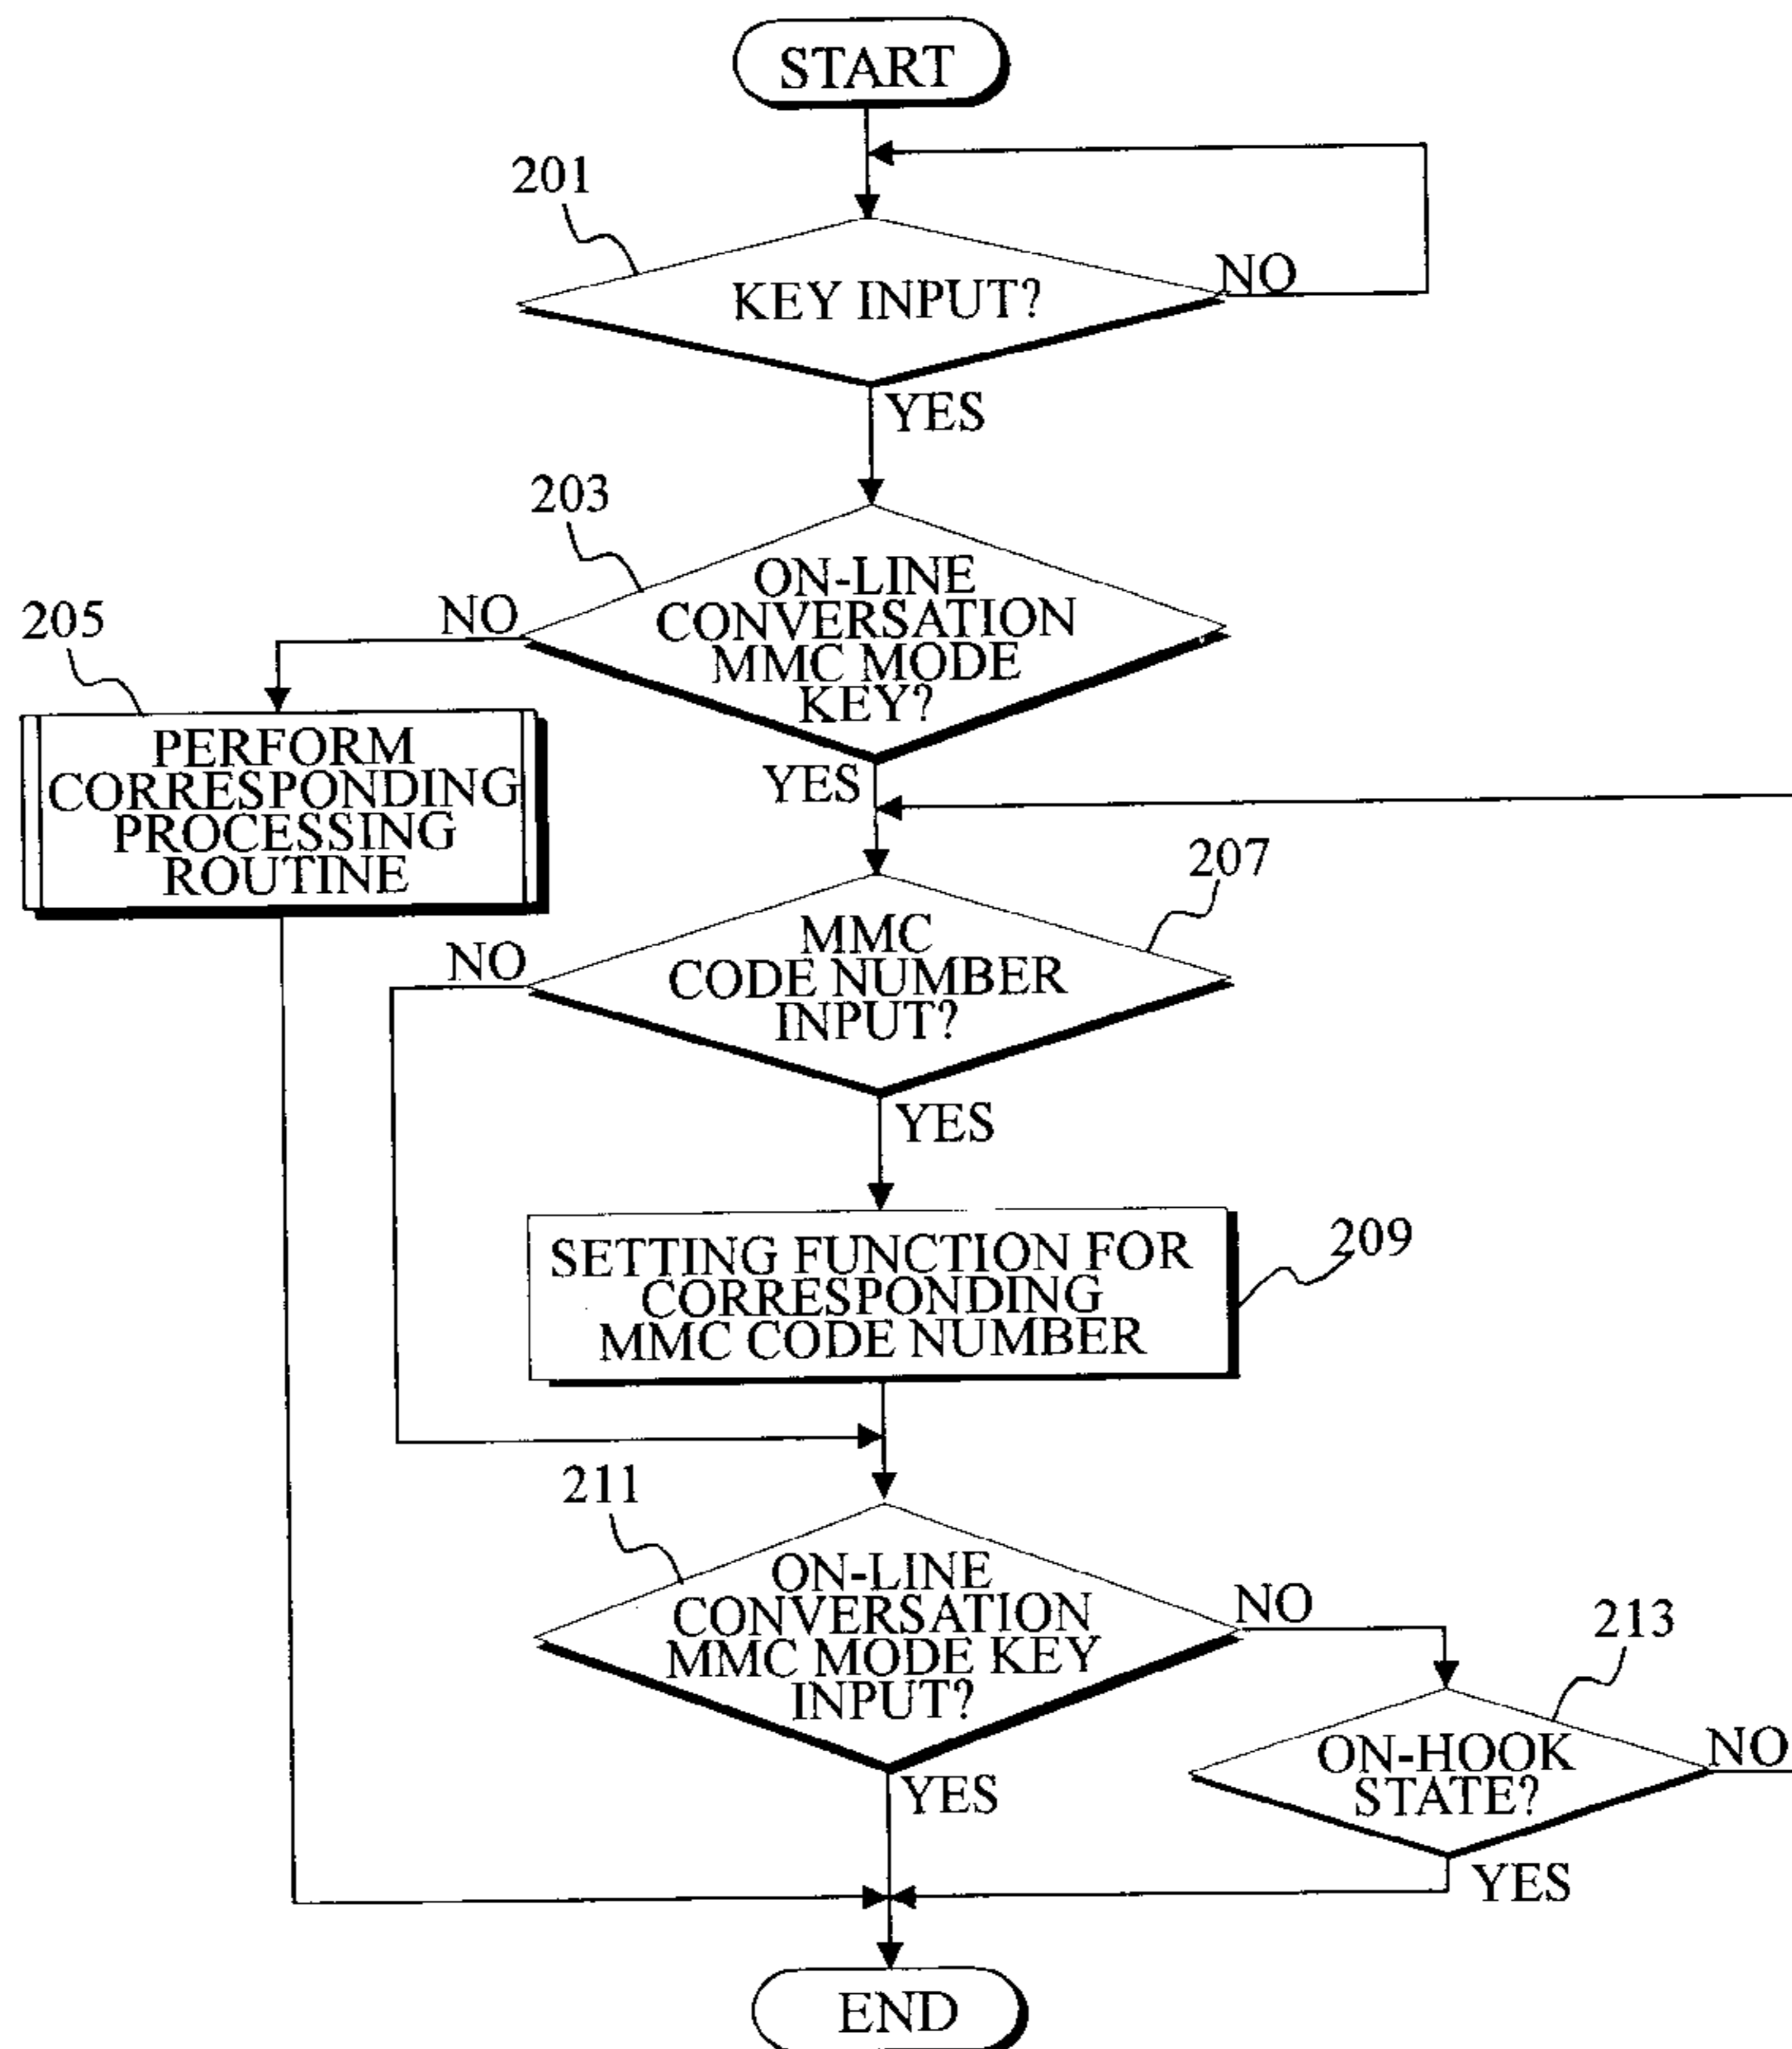 START
201
KEY INPUT?
NO
YES
203
ON-LINE
CONVERSATION
MMC MODE
KEY?
NO
YES
205
PERFORM
CORRESPONDING
PROCESSING
ROUTINE
207
MMC
CODE NUMBER
INPUT?
NO
YES
SETTING FUNCTION FOR
CORRESPONDING
MMC CODE NUMBER
209
211
ON-LINE
CONVERSATION
MMC MODE KEY
INPUT?
NO
YES
213
ON-HOOK
STATE?
NO
YES
END